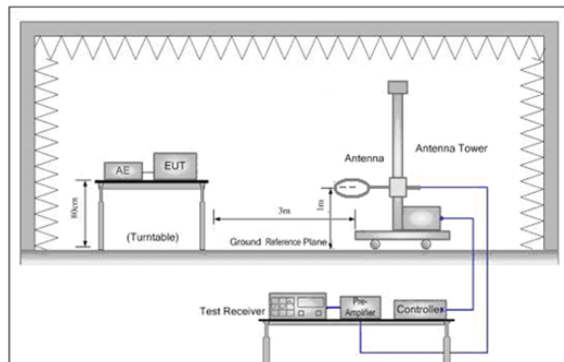 Antenna
Antenna Tower
AE
EUT
80cm
3m
1m
(Turntable)
Ground Reference Plane
Test Receiver
Pre-
Amplifier
Controller